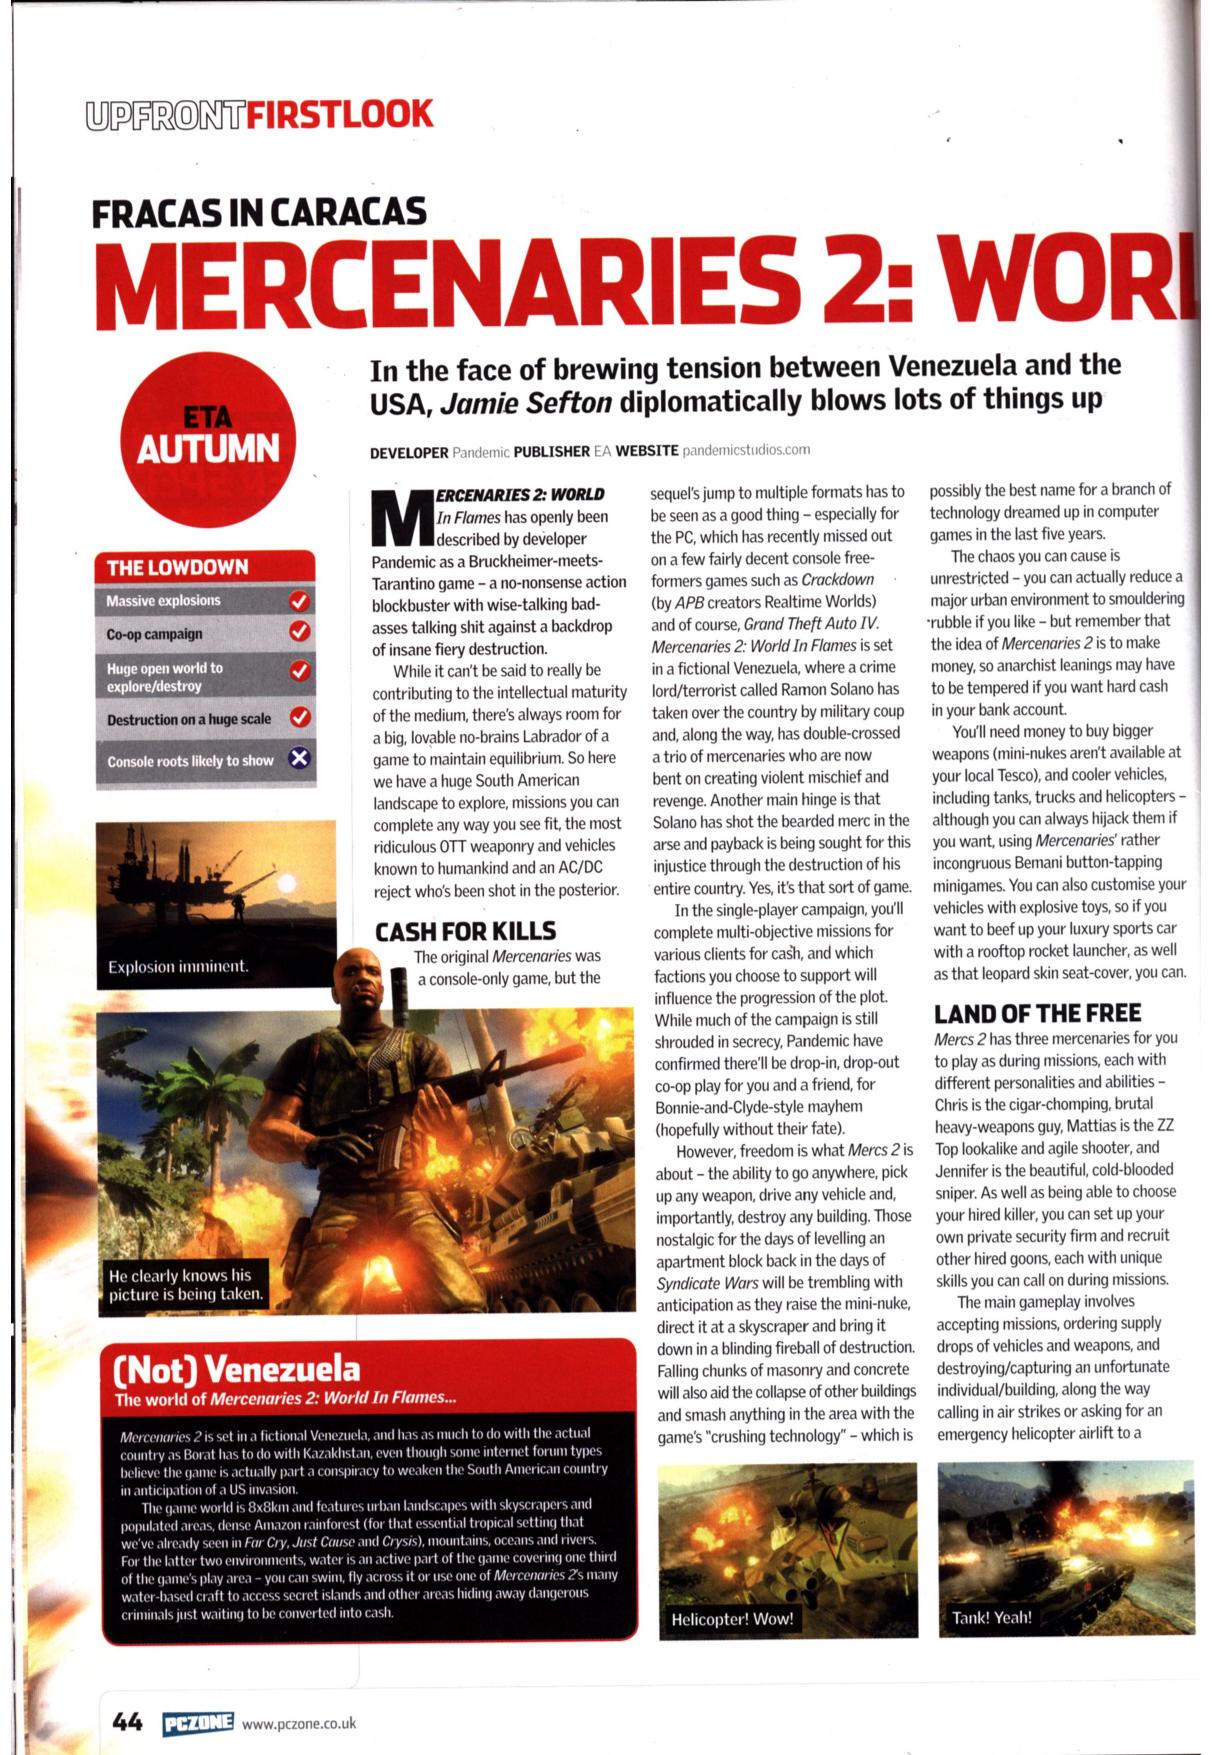 UPFRONTFIRSTLOOK
FRACAS IN CARACAS
MERCENARIES 2: WORL
ETA
AUTUMN
In the face of brewing tension between Venezuela and the
USA, Jamie Sefton diplomatically blows lots of things up
DEVELOPER Pandemic PUBLISHER EA WEBSITE pandemicstudios.com
THE LOWDOWN
Massive explosions
Co-op campaign
Huge open world to
explore/destroy
Destruction on a huge scale
Console roots likely to show
Explosion imminent.
MERCENARIES 2: WORLD
In Flames has openly been
described by developer
Pandemic as a Bruckheimer-meets-
Tarantino game – a no-nonsense action
blockbuster with wise-talking bad-
asses talking shit against a backdrop
of insane fiery destruction.
While it can't be said to really be
contributing to the intellectual maturity
of the medium, there's always room for
a big, lovable no-brains Labrador of a
game to maintain equilibrium. So here
we have a huge South American
landscape to explore, missions you can
complete any way you see fit, the most
ridiculous OTT weaponry and vehicles
known to humankind and an AC/DC
reject who's been shot in the posterior.
CASH FOR KILLS
The original Mercenaries was
a console-only game, but the
He clearly knows his
picture is being taken.
sequel's jump to multiple formats has to
be seen as a good thing – especially for
the PC, which has recently missed out
on a few fairly decent console free-
formers games such as Crackdown
(by APB creators Realtime Worlds)
and of course, Grand Theft Auto IV.
Mercenaries 2: World In Flames is set
in a fictional Venezuela, where a crime
lord/terrorist called Ramon Solano has
taken over the country by military coup
and, along the way, has double-crossed
a trio of mercenaries who are now
bent on creating violent mischief and
revenge. Another main hinge is that
Solano has shot the bearded merc in the
arse and payback is being sought for this
injustice through the destruction of his
entire country. Yes, it's that sort of game.
In the single-player campaign, you'll
complete multi-objective missions for
various clients for cash, and which
factions you choose to support will
influence the progression of the plot.
While much of the campaign is still
shrouded in secrecy, Pandemic have
confirmed there'll be drop-in, drop-out
co-op play for you and a friend, for
Bonnie-and-Clyde-style mayhem
(hopefully without their fate).
However, freedom is what Mercs 2 is
about – the ability to go anywhere, pick
up any weapon, drive any vehicle and,
importantly, destroy any building. Those
nostalgic for the days of levelling an
apartment block back in the days of
Syndicate Wars will be trembling with
anticipation as they raise the mini-nuke,
direct it at a skyscraper and bring it
down in a blinding fireball of destruction.
Falling chunks of masonry and concrete
will also aid the collapse of other buildings
and smash anything in the area with the
game's "crushing technology" – which is
possibly the best name for a branch of
technology dreamed up in computer
games in the last five years.
The chaos you can cause is
unrestricted – you can actually reduce a
major urban environment to smouldering
rubble if you like – but remember that
the idea of Mercenaries 2 is to make
money, so anarchist leanings may have
to be tempered if you want hard cash
in your bank account.
You'll need money to buy bigger
weapons (mini-nukes aren't available at
your local Tesco), and cooler vehicles,
including tanks, trucks and helicopters –
although you can always hijack them if
you want, using Mercenaries' rather
incongruous Bemani button-tapping
minigames. You can also customise your
vehicles with explosive toys, so if you
want to beef up your luxury sports car
with a rooftop rocket launcher, as well
as that leopard skin seat-cover, you can.
LAND OF THE FREE
Mercs 2 has three mercenaries for you
to play as during missions, each with
different personalities and abilities –
Chris is the cigar-chomping, brutal
heavy-weapons guy, Mattias is the ZZ
Top lookalike and agile shooter, and
Jennifer is the beautiful, cold-blooded
sniper. As well as being able to choose
your hired killer, you can set up your
own private security firm and recruit
other hired goons, each with unique
skills you can call on during missions.
The main gameplay involves
accepting missions, ordering supply
drops of vehicles and weapons, and
destroying/capturing an unfortunate
individual/building, along the way
calling in air strikes or asking for an
emergency helicopter airlift to a
(Not) Venezuela
The world of Mercenaries 2: World In Flames...
Mercenaries 2 is set in a fictional Venezuela, and has as much to do with the actual
country as Borat has to do with Kazakhstan, even though some internet forum types
believe the game is actually part a conspiracy to weaken the South American country
in anticipation of a US invasion.
The game world is 8x8km and features urban landscapes with skyscrapers and
populated areas, dense Amazon rainforest (for that essential tropical setting that
we've already seen in Far Cry, Just Cause and Crysis), mountains, oceans and rivers.
For the latter two environments, water is an active part of the game covering one third
of the game's play area – you can swim, fly across it or use one of Mercenaries 2's many
water-based craft to access secret islands and other areas hiding away dangerous
criminals just waiting to be converted into cash.
Helicopter! Wow!
Tank! Yeah!
44 PCZONE www.pczone.co.uk